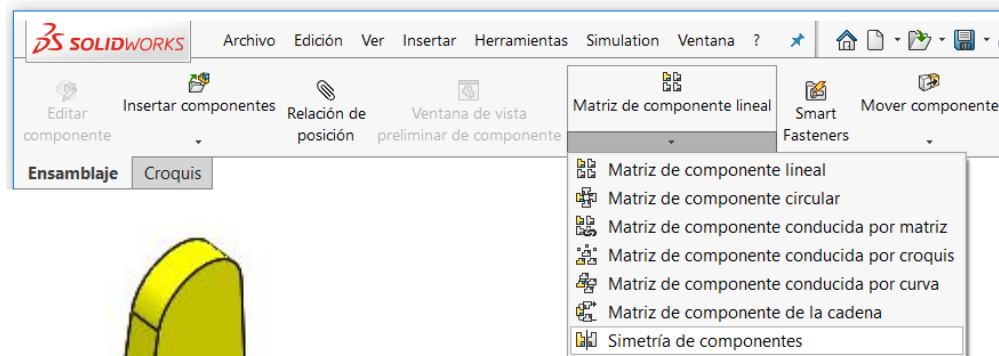 SOLIDWORKS Archivo Edición Ver Insertar Herramientas Simulation Ventana ?
Editar componente
Insertar componentes
Relación de posición
Ventana de vista preliminar de componente
Matriz de componente lineal
Smart Fasteners
Mover componente
Ensamblaje Croquis
Matriz de componente lineal
Matriz de componente circular
Matriz de componente conducida por matriz
Matriz de componente conducida por croquis
Matriz de componente conducida por curva
Matriz de componente de la cadena
Simetría de componentes